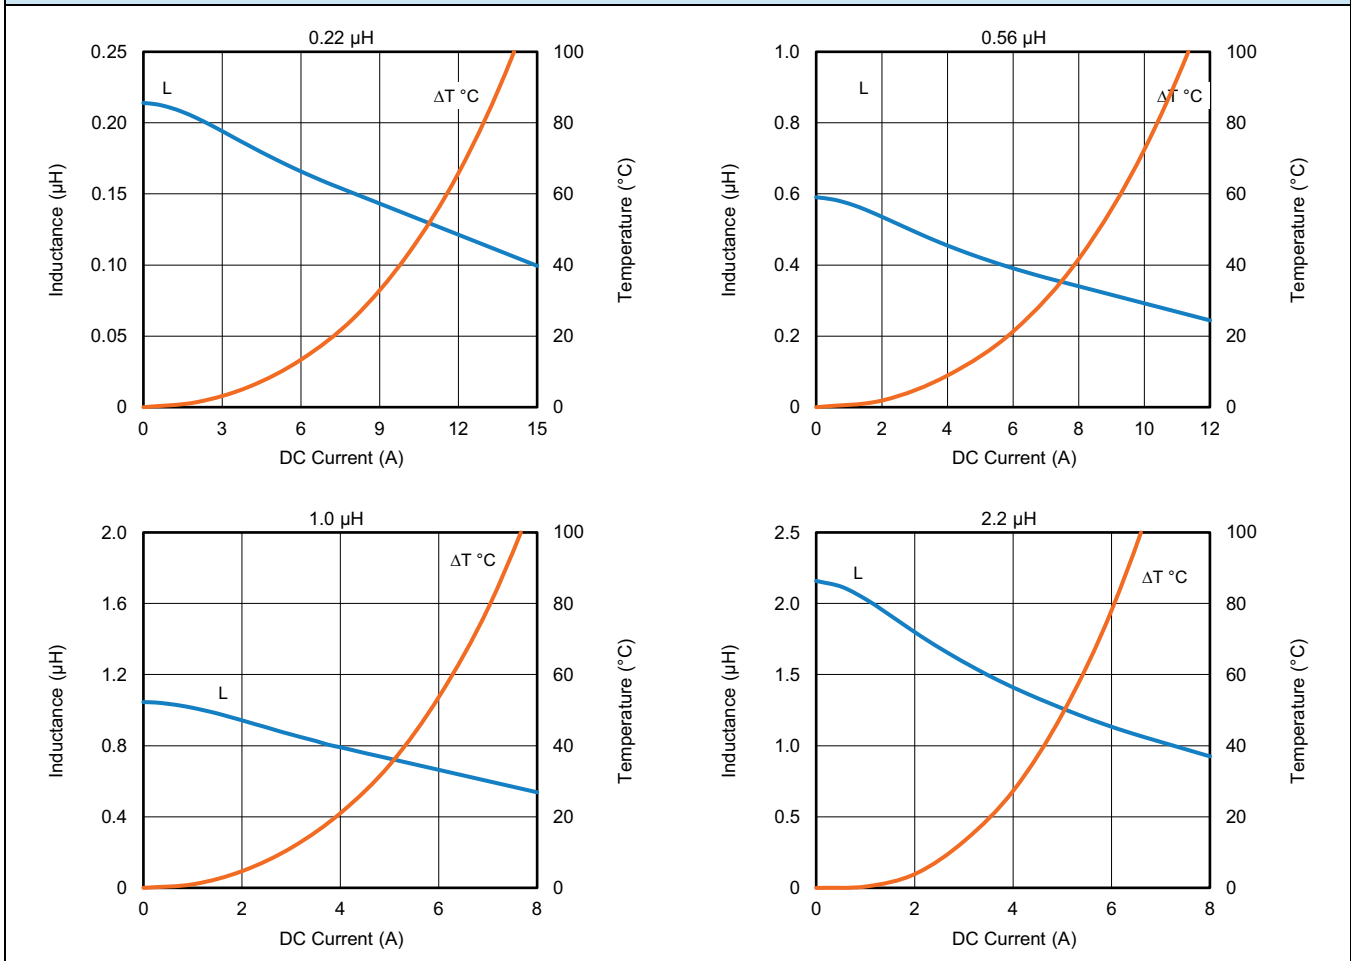 0.22 µH
0.25
0.20
0.15
0.10
0.05
0
Inductance (µH)
L
ΔT °C
100
80
60
40
20
0
Temperature (°C)
0 3 6 9 12 15
DC Current (A)
0.56 µH
1.0
0.8
0.6
0.4
0.2
0
Inductance (µH)
L
ΔT °C
100
80
60
40
20
0
Temperature (°C)
0 2 4 6 8 10 12
DC Current (A)
1.0 µH
2.0
1.6
1.2
0.8
0.4
0
Inductance (µH)
L
ΔT °C
100
80
60
40
20
0
Temperature (°C)
0 2 4 6 8
DC Current (A)
2.2 µH
2.5
2.0
1.5
1.0
0.5
0
Inductance (µH)
L
ΔT °C
100
80
60
40
20
0
Temperature (°C)
0 2 4 6 8
DC Current (A)